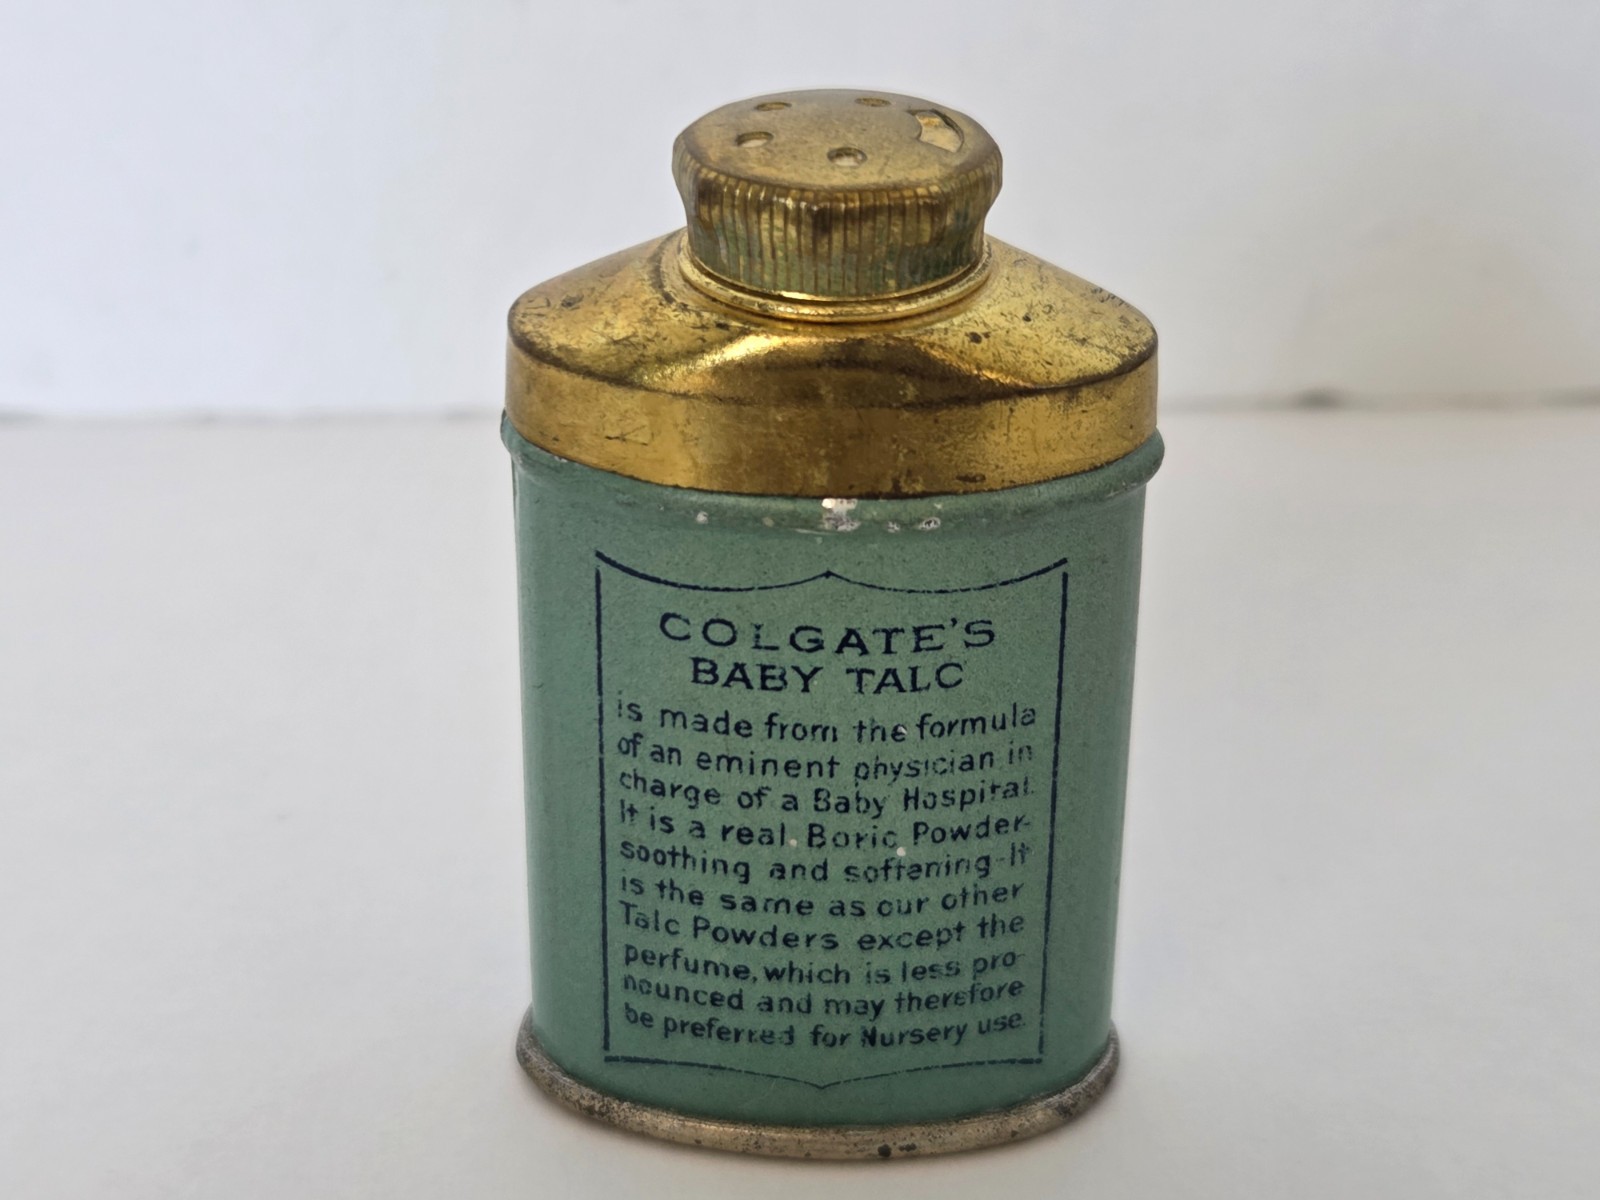 COLGATE'S
BABY TALC
is made from the formula
of an eminent physician in
charge of a Baby Hospital.
It is a real Boric Powder-
soothing and softening-It
is the same as our other
Talc Powders except the
perfume, which is less pro-
nounced and may therefore
be preferred for Nursery use.